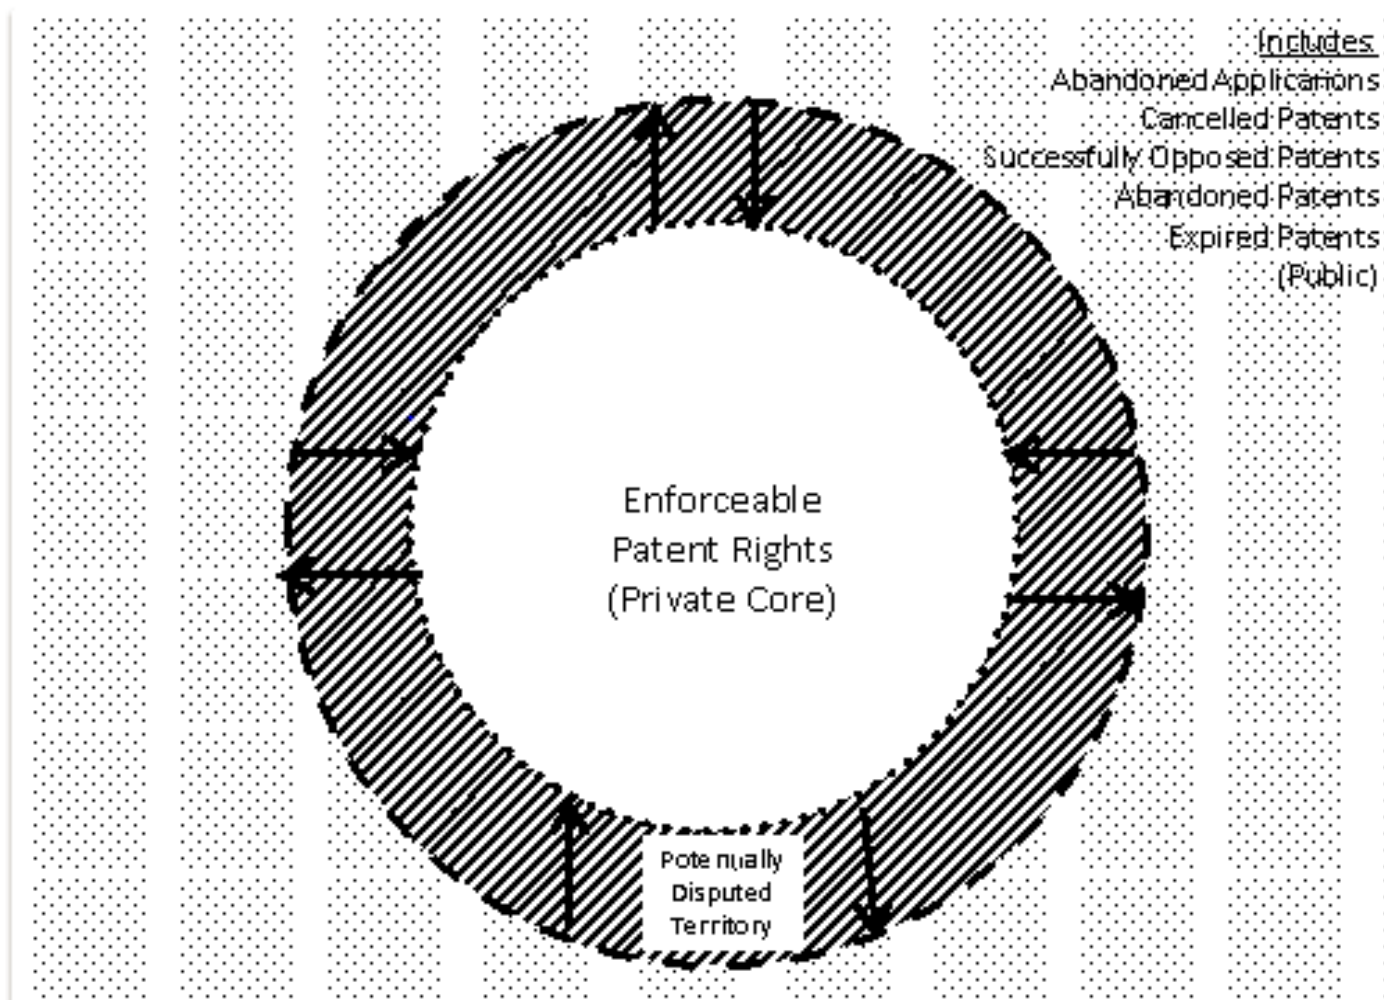 Includes
Abandoned Applications
Cancelled Patents
Successfully Opposed Patents
Abandoned Patents
Expired Patents
(Public)
Enforceable
Patent Rights
(Private Core)
Potentially
Disputed
Territory